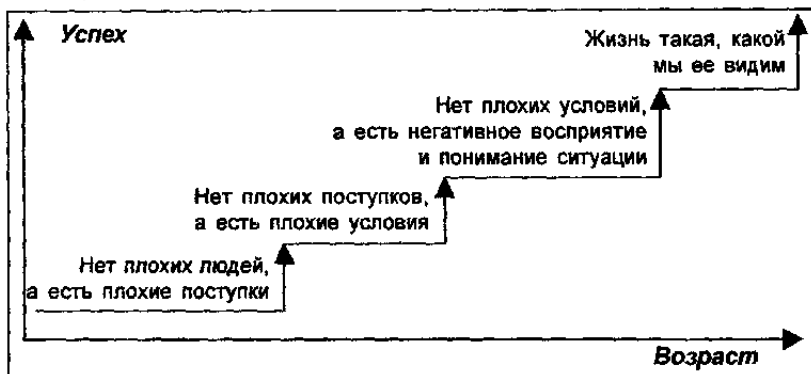 Успех
Жизнь такая, какой
мы ее видим
Нет плохих условий,
а есть негативное восприятие
и понимание ситуации
Нет плохих поступков,
а есть плохие условия
Нет плохих людей,
а есть плохие поступки
Возраст